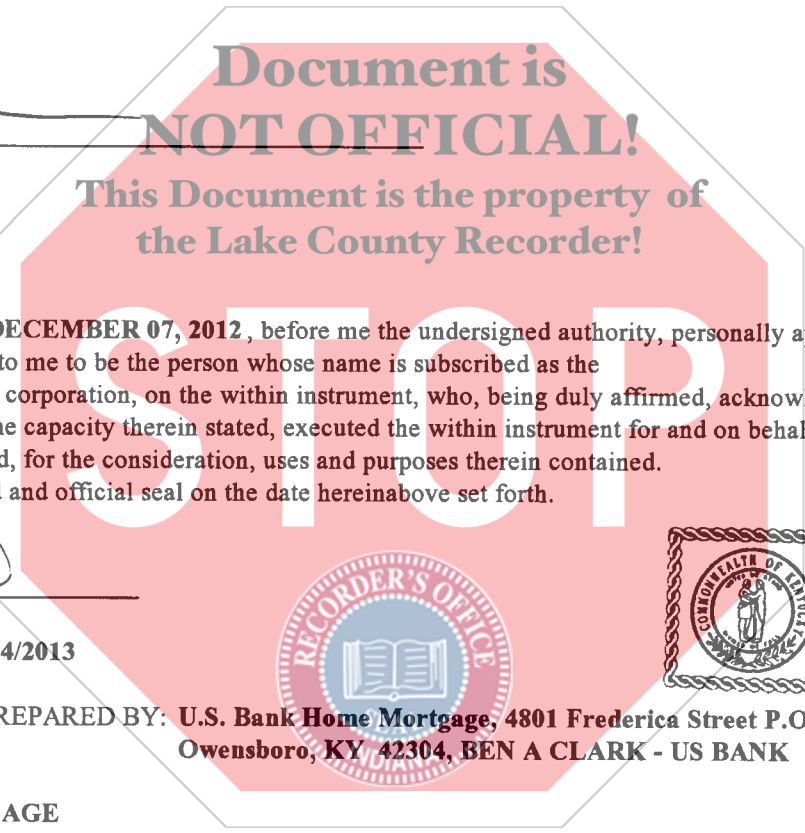 Document is
NOT OFFICIAL!
This Document is the property of
the Lake County Recorder!
DECEMBER 07, 2012, before me the undersigned authority, personally a
to me to be the person whose name is subscribed as the
corporation, on the within instrument, who, being duly affirmed, acknow
e capacity therein stated, executed the within instrument for and on behal
d, for the consideration, uses and purposes therein contained.
and official seal on the date hereinabove set forth.
STOP
COMMONWEALTH OF KENTUCKY
RECORDER'S OFFICE
SEAL
INDIANA
4/2013
REPARED BY: U.S. Bank Home Mortgage, 4801 Frederica Street P.O
Owensboro, KY 42304, BEN A CLARK - US BANK
AGE